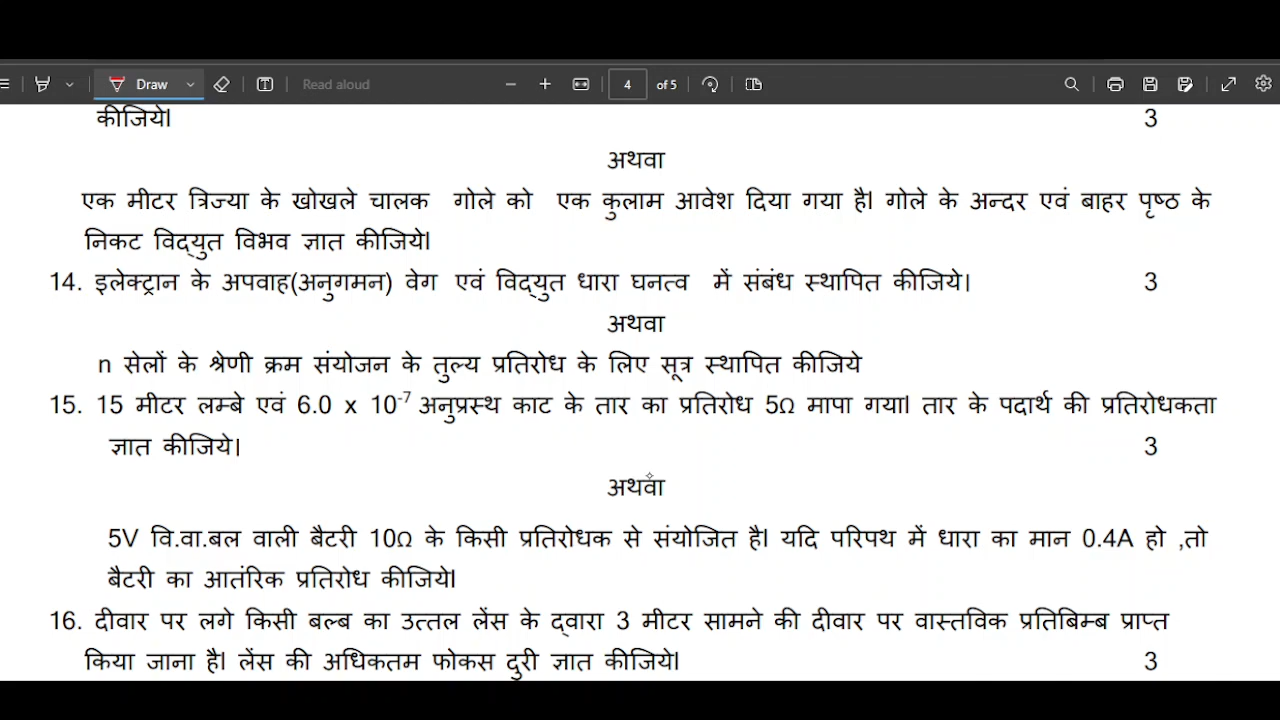 Draw
Read aloud
4 of 5
कीजिये। 3
अथवा
एक मीटर त्रिज्या के खोखले चालक गोले को एक कुलाम आवेश दिया गया है। गोले के अन्दर एवं बाहर पृष्ठ के
निकट विद्युत विभव ज्ञात कीजिये।
14. इलेक्ट्रान के अपवाह(अनुगमन) वेग एवं विद्युत धारा घनत्व में संबंध स्थापित कीजिये। 3
अथवा
n सेलों के श्रेणी क्रम संयोजन के तुल्य प्रतिरोध के लिए सूत्र स्थापित कीजिये
15. 15 मीटर लम्बे एवं 6.0 x 10⁻⁷ अनुप्रस्थ काट के तार का प्रतिरोध 5Ω मापा गया। तार के पदार्थ की प्रतिरोधकता
ज्ञात कीजिये। 3
अथवा
5V वि.वा.बल वाली बैटरी 10Ω के किसी प्रतिरोधक से संयोजित है। यदि परिपथ में धारा का मान 0.4A हो ,तो
बैटरी का आतंरिक प्रतिरोध कीजिये।
16. दीवार पर लगे किसी बल्ब का उत्तल लेंस के द्वारा 3 मीटर सामने की दीवार पर वास्तविक प्रतिबिम्ब प्राप्त
किया जाना है। लेंस की अधिकतम फोकस दुरी ज्ञात कीजिये। 3